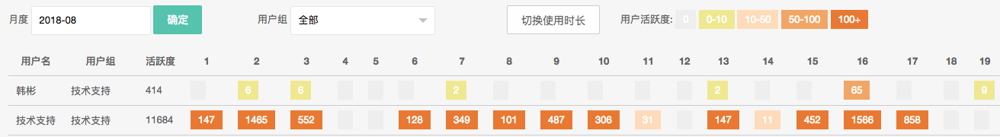 月度 2018-08 确定 用户组 全部 切换使用时长 用户活跃度: 0 0-10 10-50 50-100 100+
用户名 用户组 活跃度 1 2 3 4 5 6 7 8 9 10 11 12 13 14 15 16 17 18 19
韩彬 技术支持 414 6 6 2 2 65 9
技术支持 技术支持 11684 147 1465 552 128 349 101 487 306 31 147 11 452 1566 858